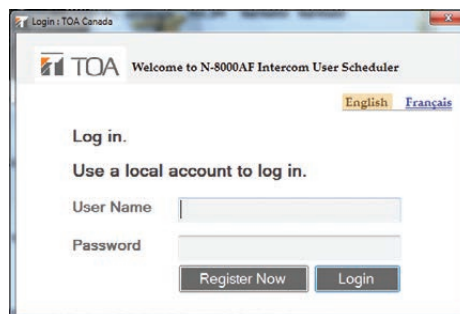 Login : TOA Canada
TOA Welcome to N-8000AF Intercom User Scheduler
English Français
Log in.
Use a local account to log in.
User Name
Password
Register Now Login